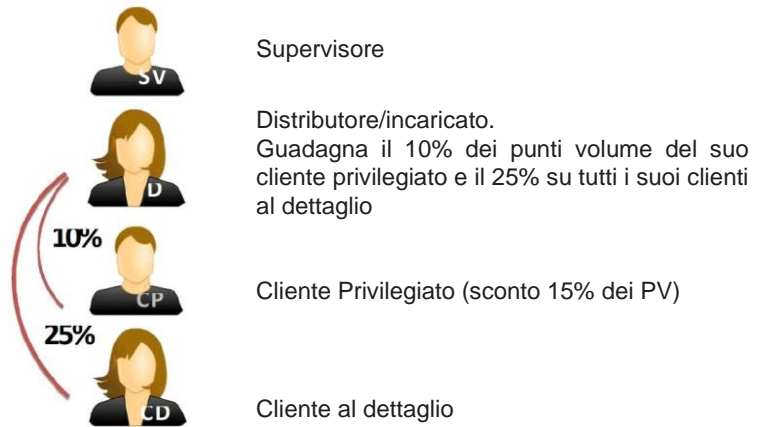 SV
Supervisore
D
Distributore/incaricato.
Guadagna il 10% dei punti volume del suo
cliente privilegiato e il 25% su tutti i suoi clienti
al dettaglio
10%
CP
Cliente Privilegiato (sconto 15% dei PV)
25%
CD
Cliente al dettaglio